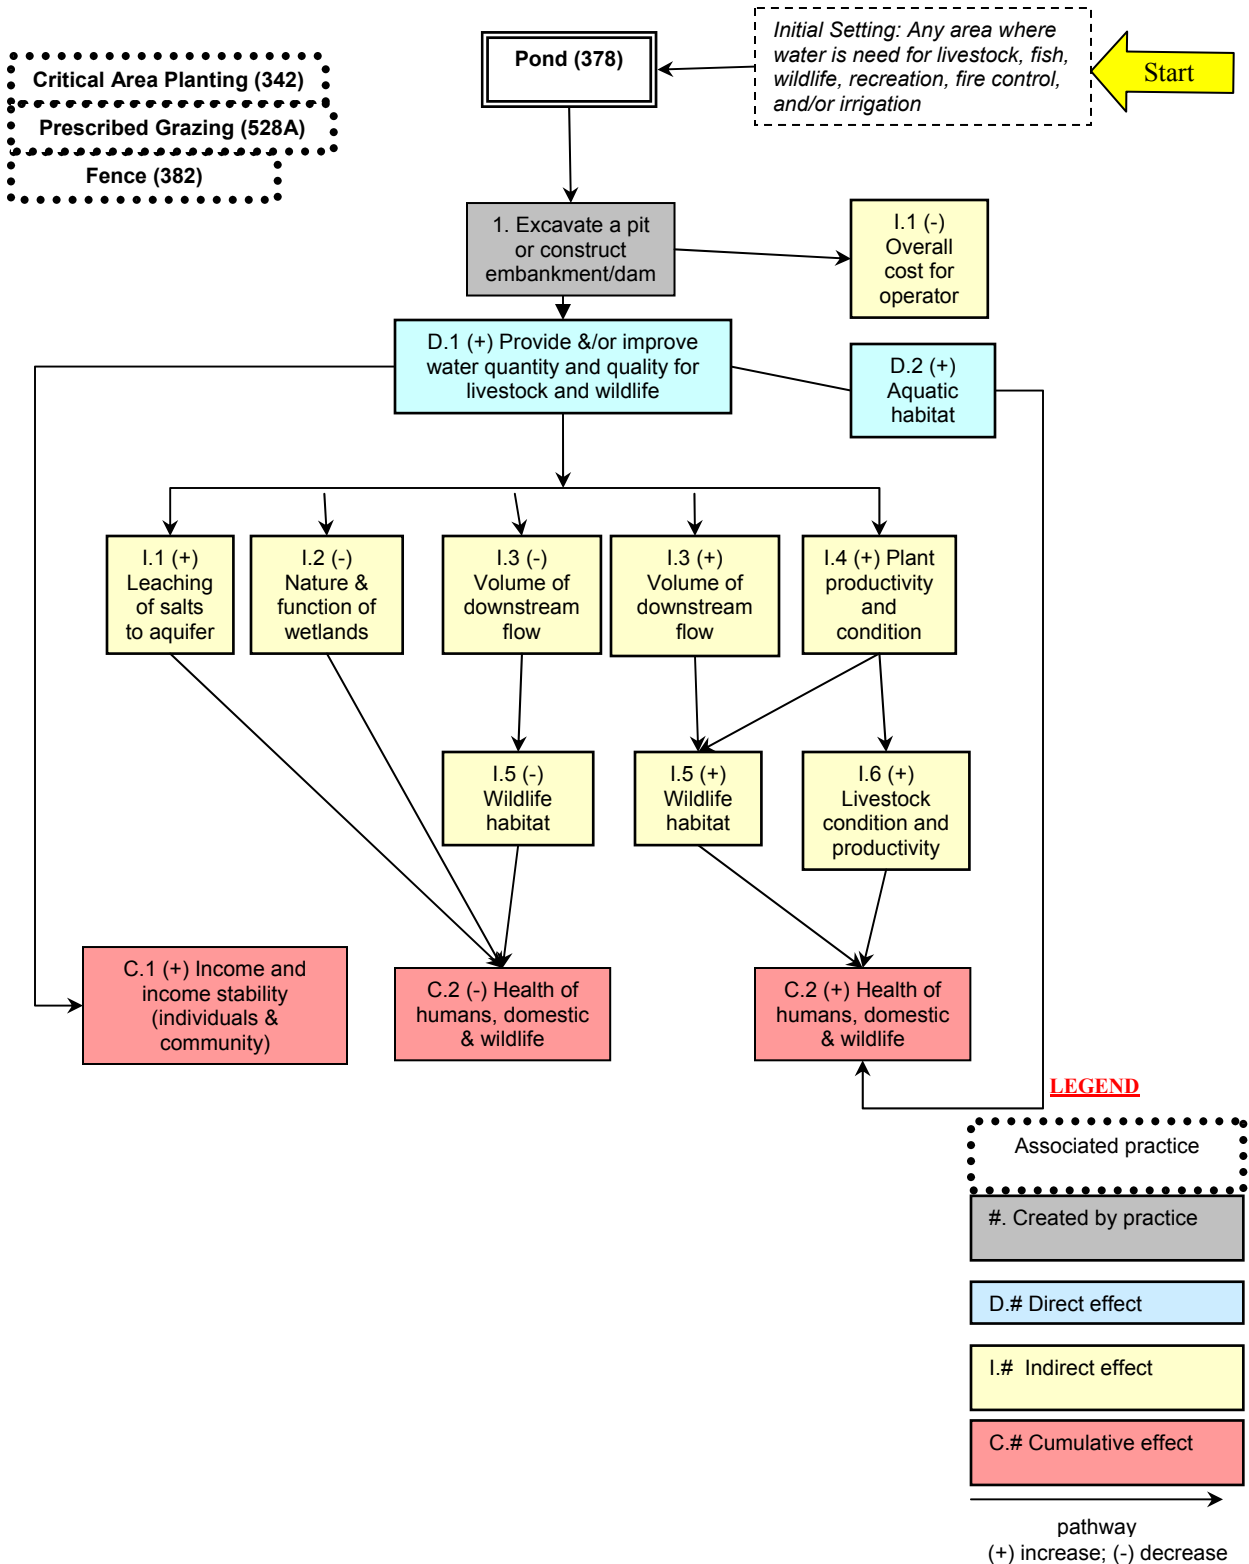 Pond (378)
Initial Setting: Any area where
water is need for livestock, fish,
wildlife, recreation, fire control,
and/or irrigation
Start
Critical Area Planting (342)
Prescribed Grazing (528A)
Fence (382)
1. Excavate a pit
or construct
embankment/dam
I.1 (-)
Overall
cost for
operator
D.1 (+) Provide &/or improve
water quantity and quality for
livestock and wildlife
D.2 (+)
Aquatic
habitat
I.1 (+)
Leaching
of salts
to aquifer
I.2 (-)
Nature &
function of
wetlands
I.3 (-)
Volume of
downstream
flow
I.3 (+)
Volume of
downstream
flow
I.4 (+) Plant
productivity
and
condition
I.5 (-)
Wildlife
habitat
I.5 (+)
Wildlife
habitat
I.6 (+)
Livestock
condition and
productivity
C.1 (+) Income and
income stability
(individuals &
community)
C.2 (-) Health of
humans, domestic
& wildlife
C.2 (+) Health of
humans, domestic
& wildlife
LEGEND
Associated practice
#. Created by practice
D.# Direct effect
I.# Indirect effect
C.# Cumulative effect
pathway
(+) increase; (-) decrease